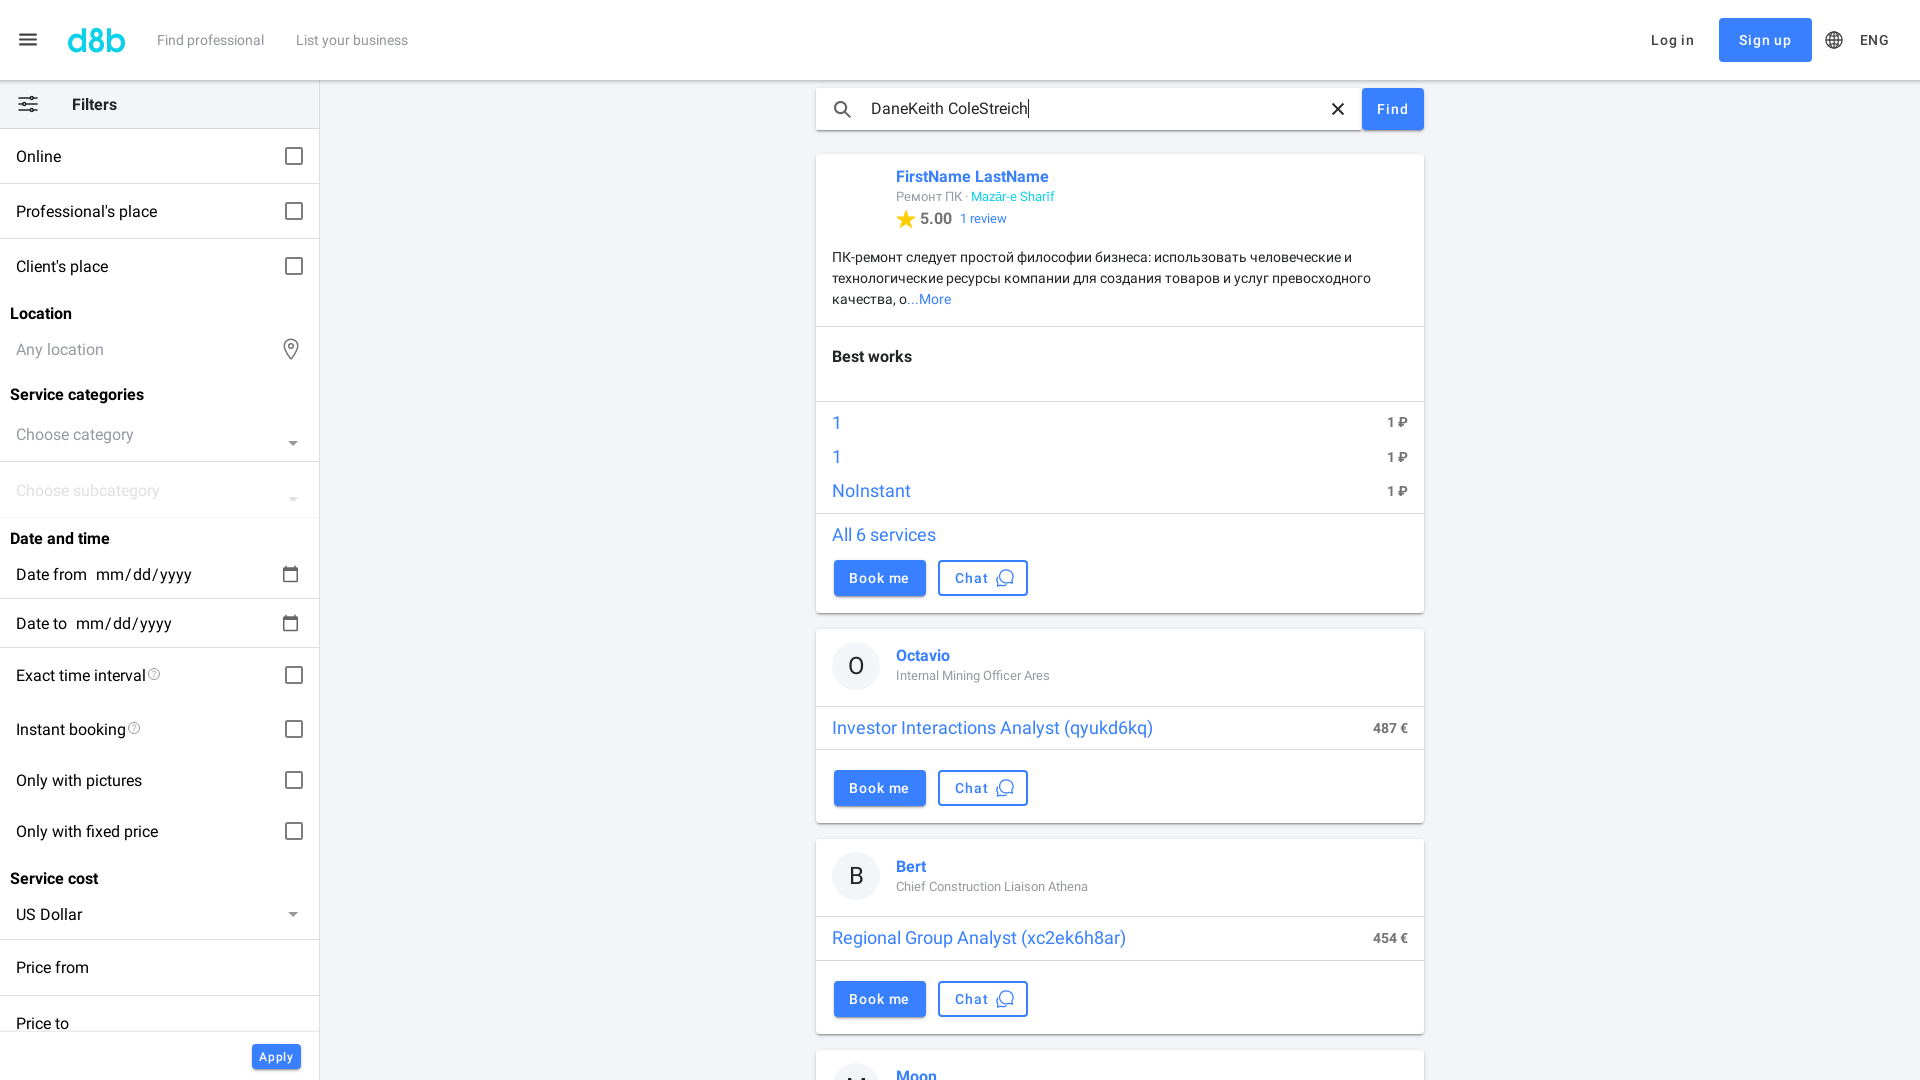 d8b
Find professional
List your business
Log in
Sign up
ENG
Filters
Online
Professional's place
Client's place
Location
Any location
Service categories
Choose category
Choose subcategory
Date and time
Date from mm/dd/yyyy
Date to mm/dd/yyyy
Exact time interval
Instant booking
Only with pictures
Only with fixed price
Service cost
US Dollar
Price from
Price to
Apply
DaneKeith ColeStreich
Find
FirstName LastName
Ремонт ПК · Mazār-e Sharīf
5.00 1 review
ПК-ремонт следует простой философии бизнеса: использовать человеческие и
технологические ресурсы компании для создания товаров и услуг превосходного
качества, о...More
Best works
1 1 ₽
1 1 ₽
NoInstant 1 ₽
All 6 services
Book me Chat
O
Octavio
Internal Mining Officer Ares
Investor Interactions Analyst (qyukd6kq) 487 €
Book me Chat
B
Bert
Chief Construction Liaison Athena
Regional Group Analyst (xc2ek6h8ar) 454 €
Book me Chat
M
Moon